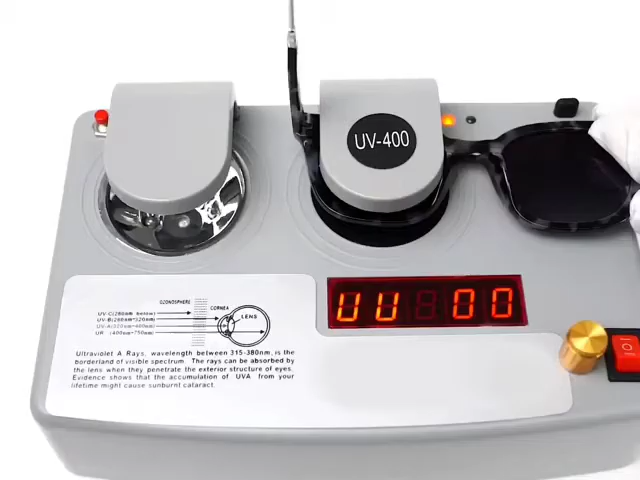 UV-400
UU 00
OZONOSPHERE
CORNEA
LENS
UV-C(280nm below)
UV-B(280nm~320nm)
UV-A(320nm~400nm)
(400nm~750nm)
Ultraviolet A Rays, wavelength between 315-380nm, is the
borderland of visible spectrum. The rays can be absorbed by
the lens when they penetrate the exterior structure of eyes.
Evidence shows that the accumulation of UVA from your
lifetime might cause sunburnt cataract.